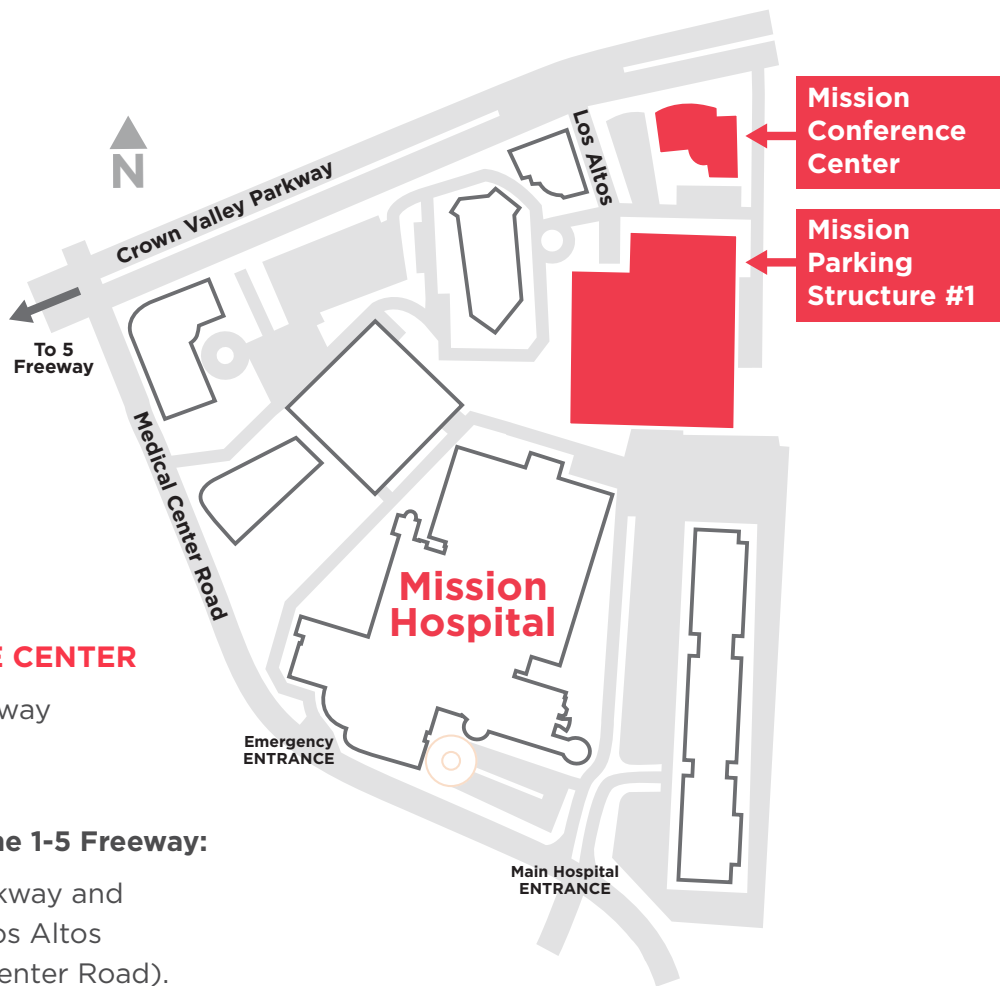 Mission
Conference
Center
Los Altos
N
Crown Valley Parkway
Mission
Parking
Structure #1
To 5
Freeway
Medical Center Road
Mission
Hospital
CENTER
way
Emergency
ENTRANCE
1-5 Freeway:
Main Hospital
ENTRANCE
kway and
os Altos
enter Road).